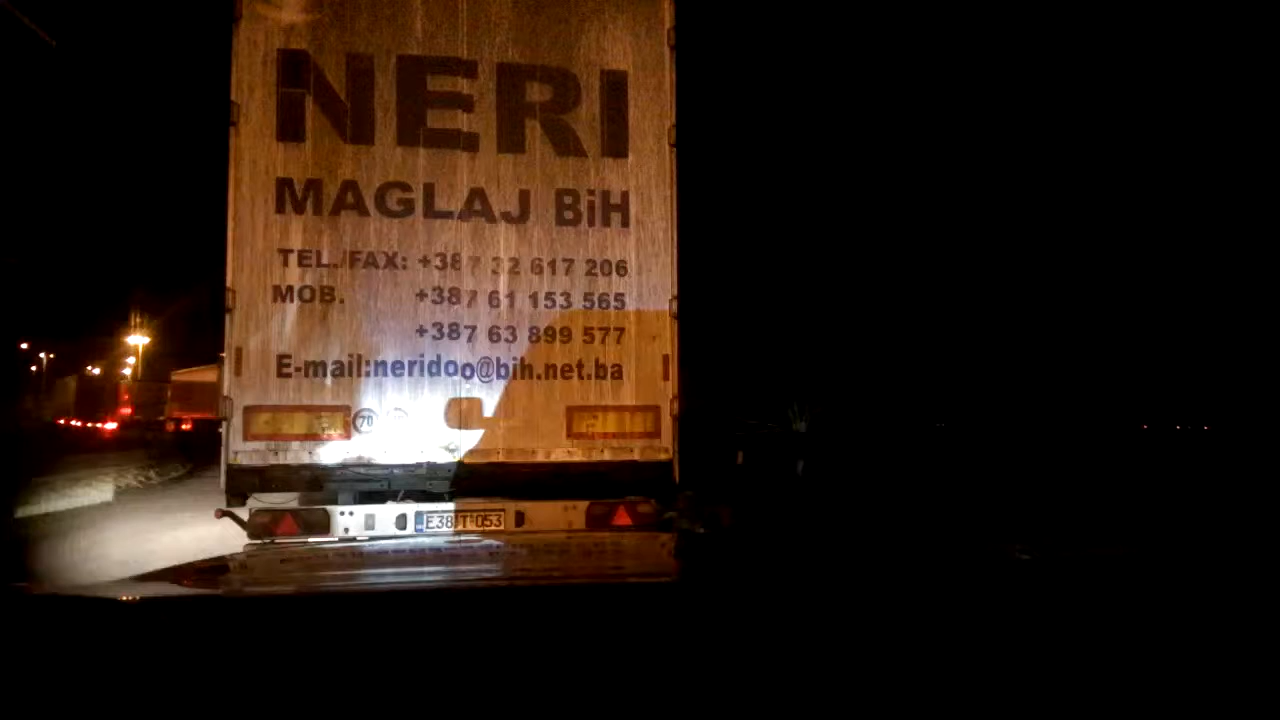 NERI
MAGLAJ BiH
TEL./FAX: +387 32 617 206
MOB. +387 61 153 565
+387 63 899 577
E-mail:neridoo@bih.net.ba
70
E38-T-053